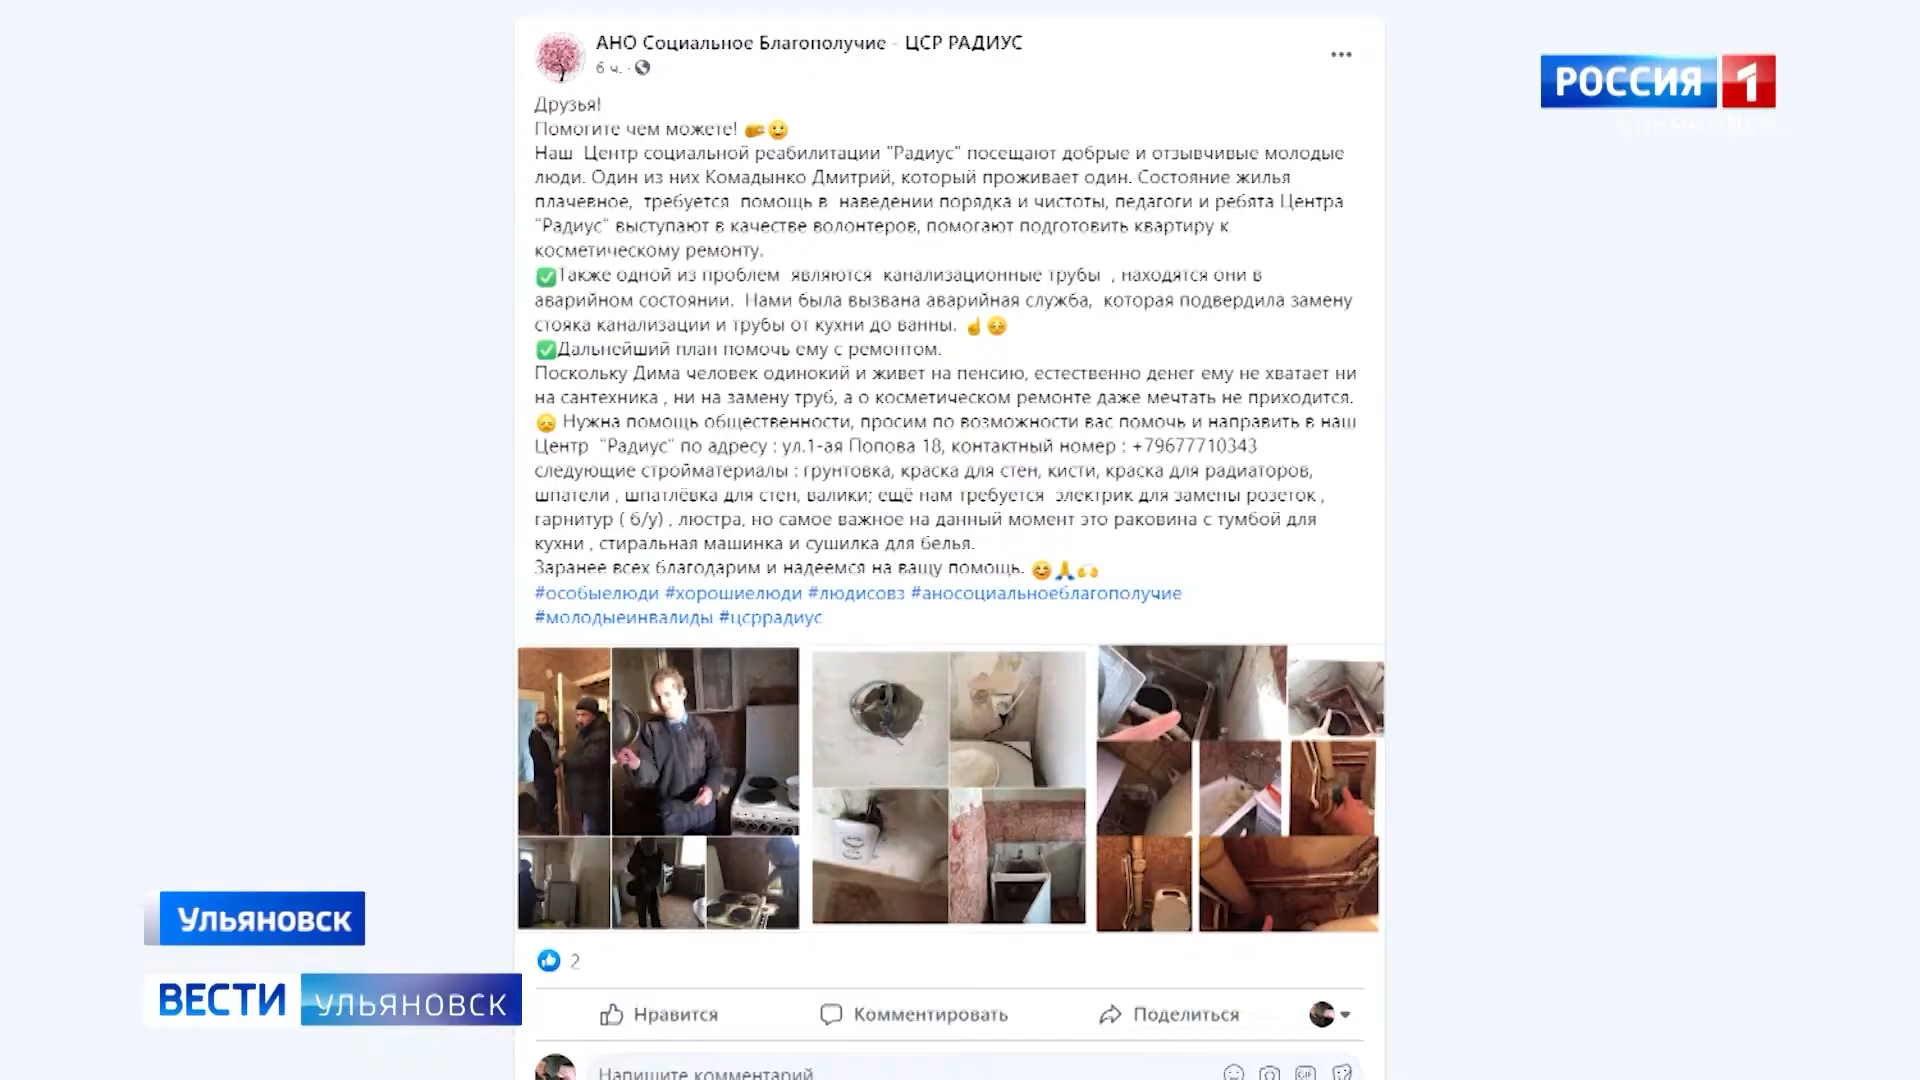 АНО Социальное Благополучие - ЦСР РАДИУС
6 ч. ·
РОССИЯ 1
Друзья!
Помогите чем можете! 🤛🙂
Наш Центр социальной реабилитации "Радиус" посещают добрые и отзывчивые молодые
люди. Один из них Комадынко Дмитрий, который проживает один. Состояние жилья
плачевное, требуется помощь в наведении порядка и чистоты, педагоги и ребята Центра
"Радиус" выступают в качестве волонтеров, помогают подготовить квартиру к
косметическому ремонту.
✅Также одной из проблем являются канализационные трубы , находятся они в
аварийном состоянии. Нами была вызвана аварийная служба, которая подвердила замену
стояка канализации и трубы от кухни до ванны. ☝😔
✅Дальнейший план помочь ему с ремонтом.
Поскольку Дима человек одинокий и живет на пенсию, естественно денег ему не хватает ни
на сантехника , ни на замену труб, а о косметическом ремонте даже мечтать не приходится.
😞 Нужна помощь общественности, просим по возможности вас помочь и направить в наш
Центр "Радиус" по адресу : ул.1-ая Попова 18, контактный номер : +79677710343
следующие стройматериалы : грунтовка, краска для стен, кисти, краска для радиаторов,
шпатели , шпатлёвка для стен, валики; ещё нам требуется электрик для замены розеток ,
гарнитур ( б/у) , люстра, но самое важное на данный момент это раковина с тумбой для
кухни , стиральная машинка и сушилка для белья.
Заранее всех благодарим и надеемся на ващу помощь. 😊🙏🙌
#особыелюди #хорошиелюди #людисовз #аносоциальноеблагополучие
#молодыеинвалиды #цсррадиус
2
Нравится
Комментировать
Поделиться
Напишите комментарий
GIF
Ульяновск
ВЕСТИ УЛЬЯНОВСК